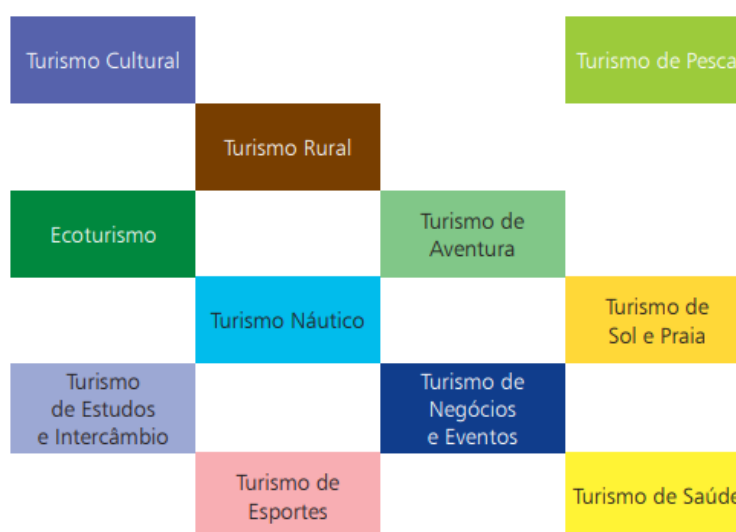 Turismo Cultural
Turismo de Pesca
Turismo Rural
Ecoturismo
Turismo de
Aventura
Turismo Náutico
Turismo de
Sol e Praia
Turismo
de Estudos
e Intercâmbio
Turismo de
Negócios
e Eventos
Turismo de
Esportes
Turismo de Saúde